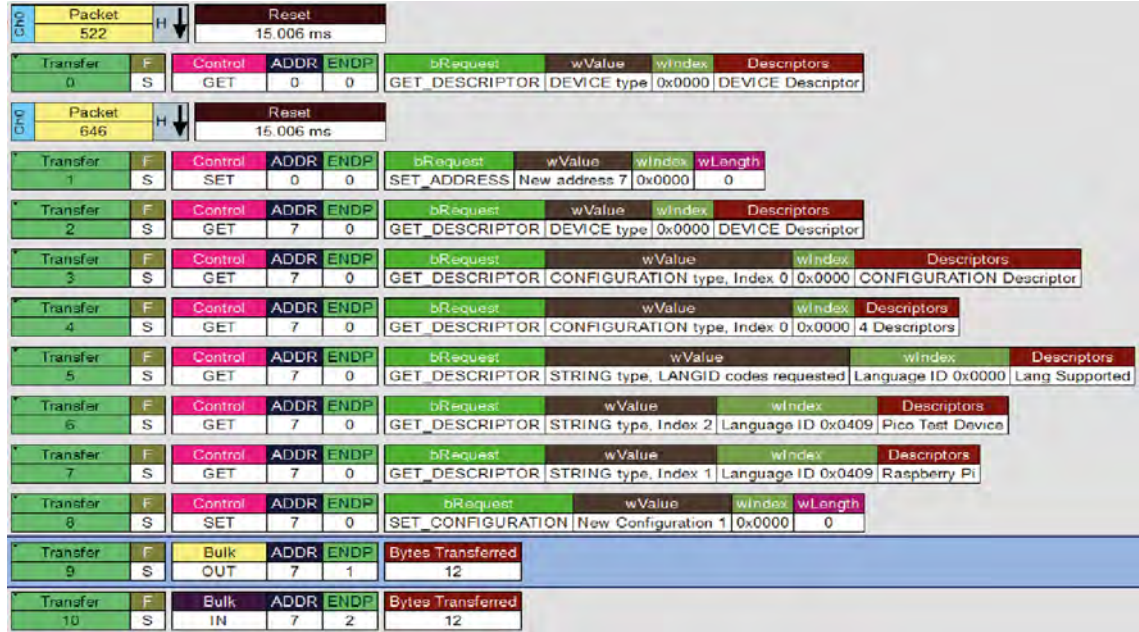 Ch0 Packet H Reset
522 15.006 ms
Transfer F Control ADDR ENDP bRequest wValue wIndex Descriptors
0 S GET 0 0 GET_DESCRIPTOR DEVICE type 0x0000 DEVICE Descriptor
Ch0 Packet H Reset
646 15.006 ms
Transfer F Control ADDR ENDP bRequest wValue wIndex wLength
1 S SET 0 0 SET_ADDRESS New address 7 0x0000 0
Transfer F Control ADDR ENDP bRequest wValue wIndex Descriptors
2 S GET 7 0 GET_DESCRIPTOR DEVICE type 0x0000 DEVICE Descriptor
Transfer F Control ADDR ENDP bRequest wValue wIndex Descriptors
3 S GET 7 0 GET_DESCRIPTOR CONFIGURATION type, Index 0 0x0000 CONFIGURATION Descriptor
Transfer F Control ADDR ENDP bRequest wValue wIndex Descriptors
4 S GET 7 0 GET_DESCRIPTOR CONFIGURATION type, Index 0 0x0000 4 Descriptors
Transfer F Control ADDR ENDP bRequest wValue wIndex Descriptors
5 S GET 7 0 GET_DESCRIPTOR STRING type, LANGID codes requested Language ID 0x0000 Lang Supported
Transfer F Control ADDR ENDP bRequest wValue wIndex Descriptors
6 S GET 7 0 GET_DESCRIPTOR STRING type, Index 2 Language ID 0x0409 Pico Test Device
Transfer F Control ADDR ENDP bRequest wValue wIndex Descriptors
7 S GET 7 0 GET_DESCRIPTOR STRING type, Index 1 Language ID 0x0409 Raspberry Pi
Transfer F Control ADDR ENDP bRequest wValue wIndex wLength
8 S SET 7 0 SET_CONFIGURATION New Configuration 1 0x0000 0
Transfer F Bulk ADDR ENDP Bytes Transferred
9 S OUT 7 1 12
Transfer F Bulk ADDR ENDP Bytes Transferred
10 S IN 7 2 12